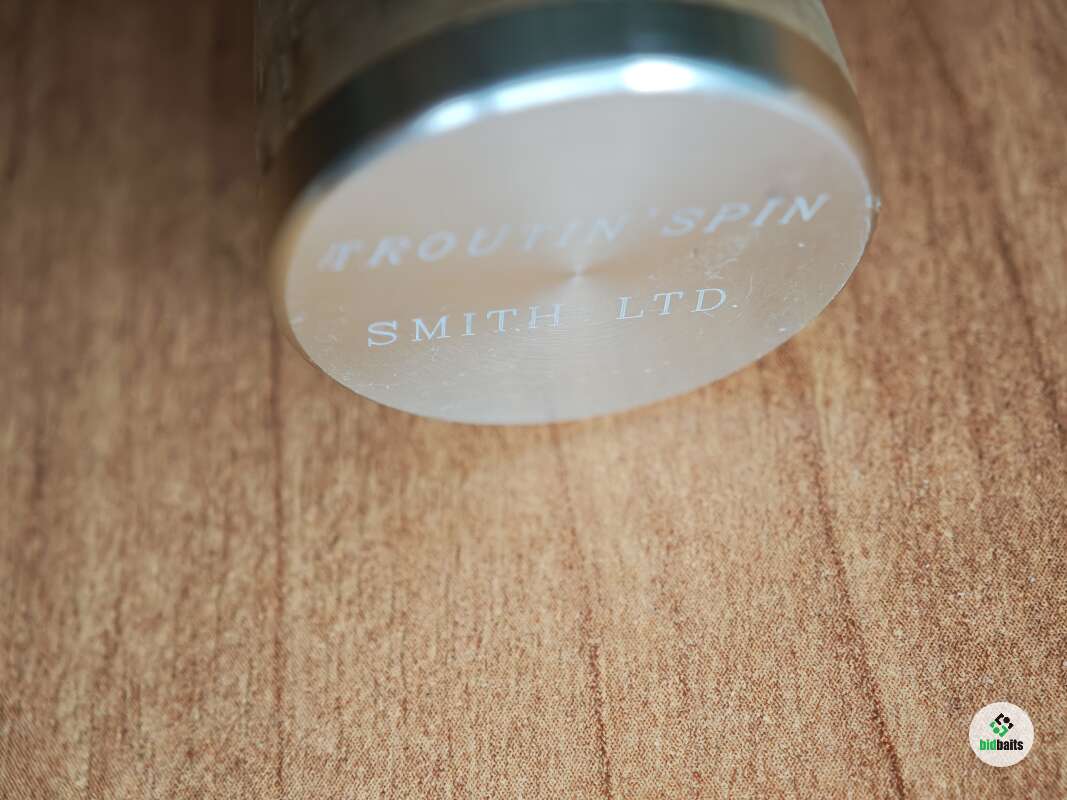 TROUTIN'SPIN
SMITH LTD.
bidbaits